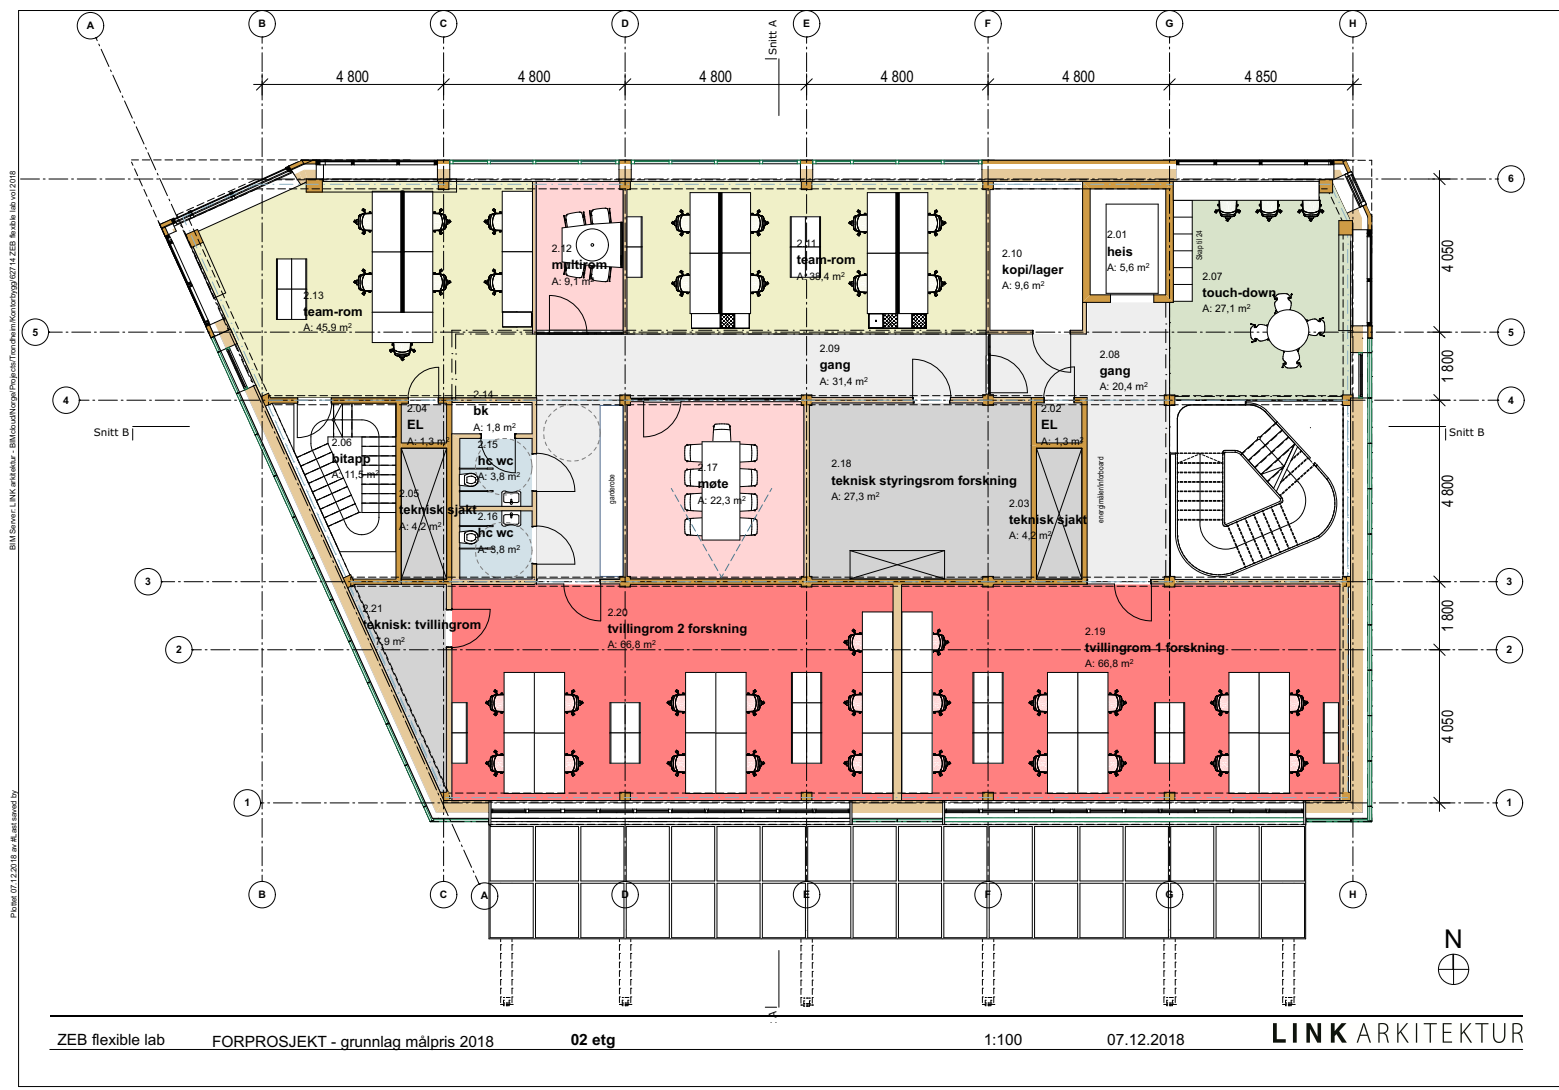 A
B
C
D
E
F
G
H
Snitt A
4 800
4 800
4 800
4 800
4 800
4 850
6
5
5
4
4
3
3
2
2
1
1
4 050
1 800
4 800
1 800
4 050
Snitt B
Snitt B
2.13
team-rom
A: 45,9 m²
2.12
multirom
A: 9,1 m²
2.11
team-rom
2.10
kopi/lager
A: 9,6 m²
2.01
heis
A: 5,6 m²
2.07
touch-down
A: 27,1 m²
2.09
gang
A: 31,4 m²
2.08
gang
A: 20,4 m²
2.14
bk
A: 1,8 m²
2.04
EL
A: 1,3 m²
2.06
bitapp
A: 11,5 m²
2.05
teknisk sjakt
A: 4,2 m²
2.15
hc wc
A: 3,8 m²
2.16
hc wc
A: 3,8 m²
garderobe
2.17
møte
A: 22,3 m²
2.18
teknisk styringsrom forskning
A: 27,3 m²
2.02
EL
A: 1,3 m²
2.03
teknisk sjakt
A: 4,2 m²
2.21
teknisk: tvillingrom
7,9 m²
2.20
tvillingrom 2 forskning
A: 66,8 m²
2.19
tvillingrom 1 forskning
A: 66,8 m²
B
C
A
D
E
F
G
H
N
ZEB flexible lab
FORPROSJEKT - grunnlag målpris 2018
02 etg
1:100
07.12.2018
LINK ARKITEKTUR